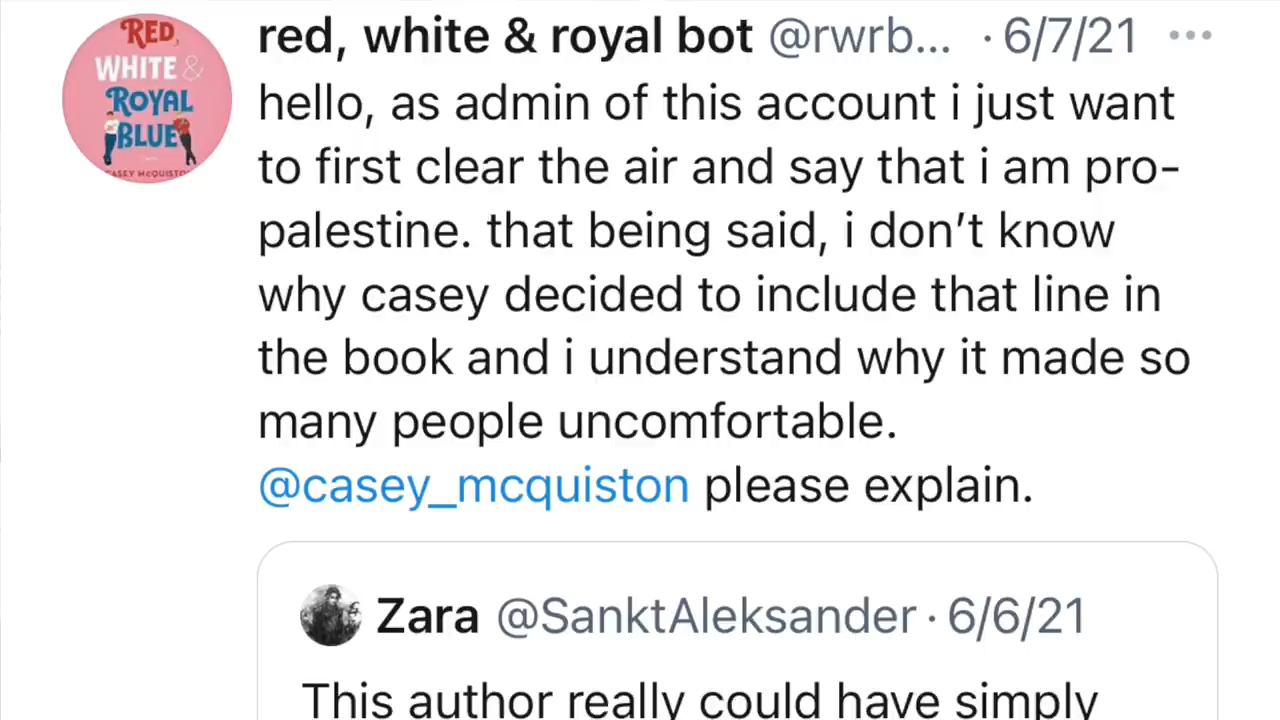 RED,
WHITE &
ROYAL
BLUE
CASEY McQUISTON
red, white & royal bot @rwrb... · 6/7/21
hello, as admin of this account i just want
to first clear the air and say that i am pro-
palestine. that being said, i don’t know
why casey decided to include that line in
the book and i understand why it made so
many people uncomfortable.
@casey_mcquiston please explain.
Zara @SanktAleksander · 6/6/21
This author really could have simply